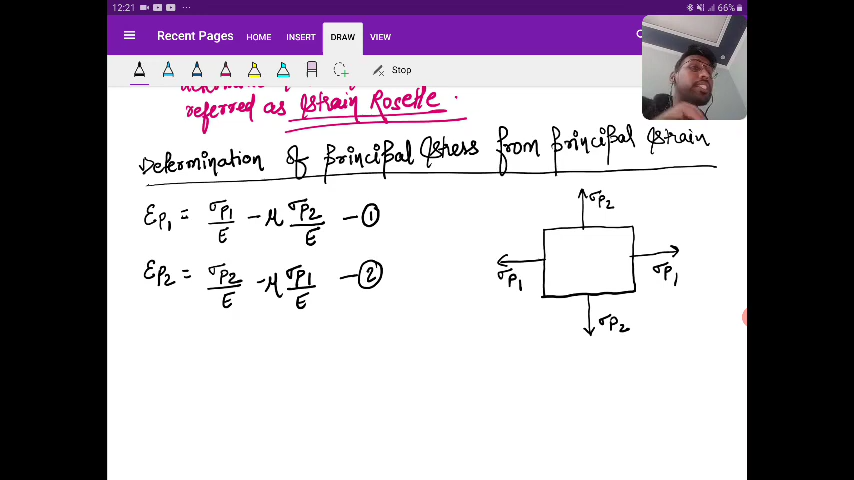 12:21 66%
Recent Pages HOME INSERT DRAW VIEW
Stop
referred as Strain Rosette.
Determination of principal stress from principal strain
εp1 = σp1/E - μ σp2/E - ①
εp2 = σp2/E - μ σp1/E - ②
σp2
σp1 σp1
σp2